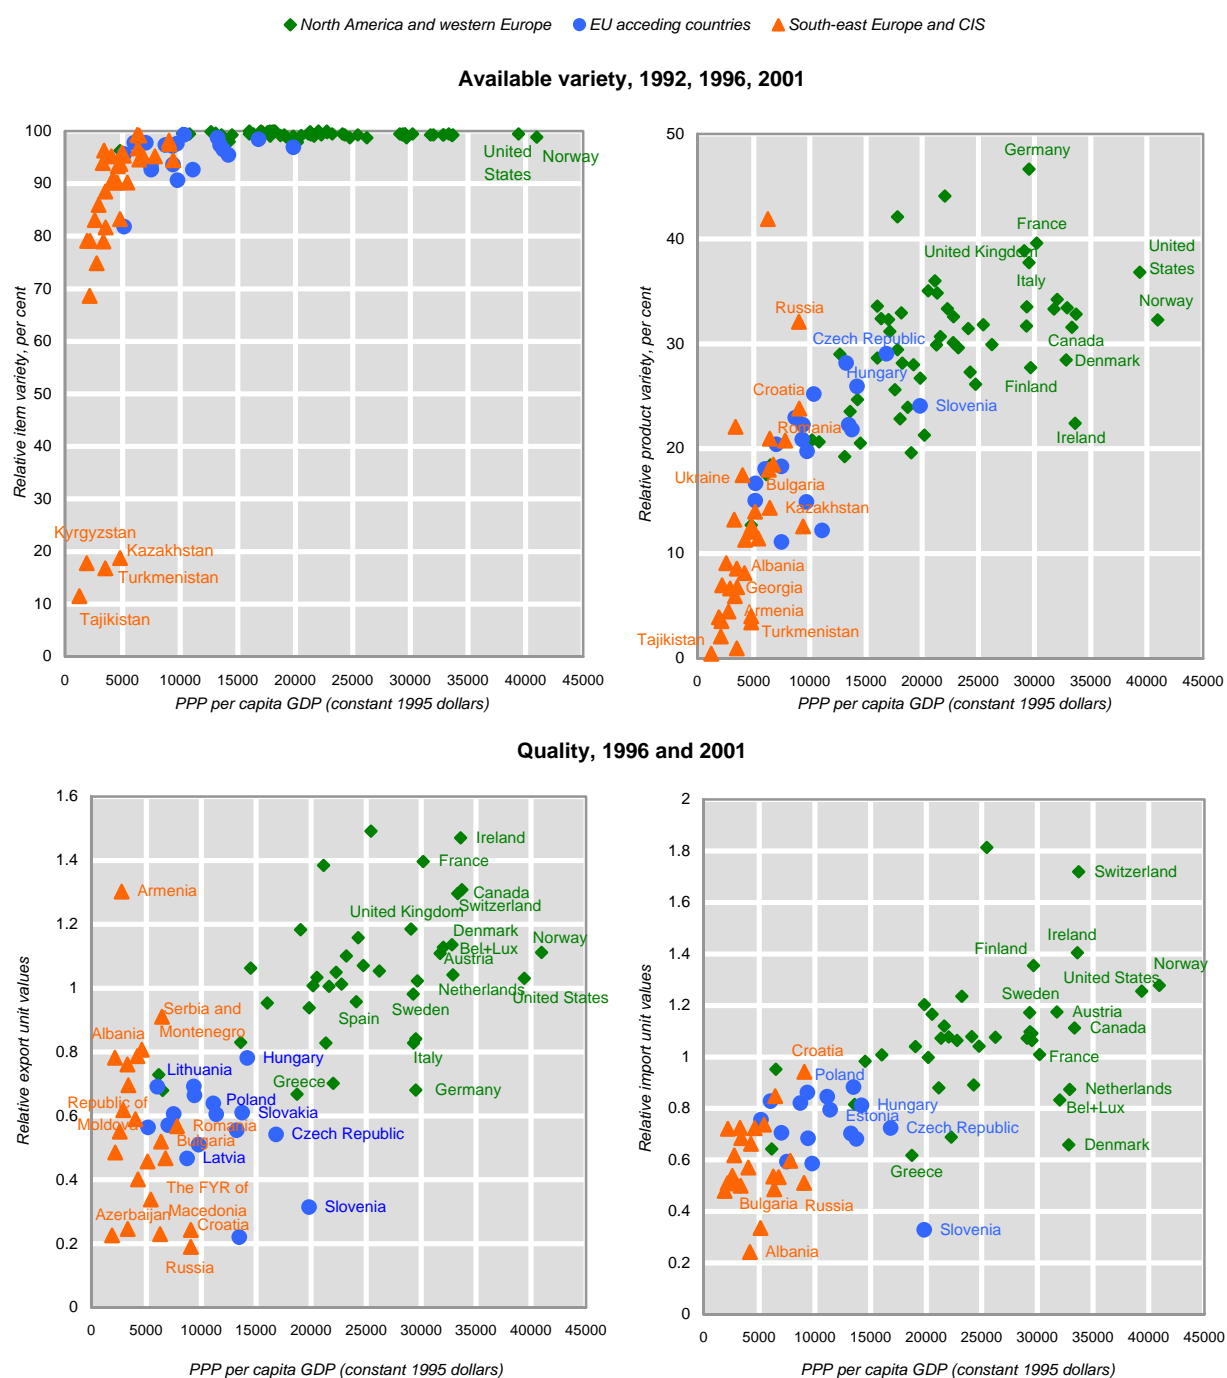 North America and western Europe EU acceding countries South-east Europe and CIS
Available variety, 1992, 1996, 2001
Relative item variety, per cent
100
90
80
70
60
50
40
30
20
10
0
United
States
Norway
Kyrgyzstan
Kazakhstan
Turkmenistan
Tajikistan
0 5000 10000 15000 20000 25000 30000 35000 40000 45000
PPP per capita GDP (constant 1995 dollars)
Relative product variety, per cent
50
40
30
20
10
0
Germany
France
United Kingdom
United
States
Italy
Norway
Russia
Czech Republic
Canada
Denmark
Hungary
Finland
Croatia
Slovenia
Romania
Ireland
Ukraine
Bulgaria
Kazakhstan
Albania
Georgia
Armenia
Turkmenistan
Tajikistan
0 5000 10000 15000 20000 25000 30000 35000 40000 45000
PPP per capita GDP (constant 1995 dollars)
Quality, 1996 and 2001
Relative export unit values
1.6
1.4
1.2
1
0.8
0.6
0.4
0.2
0
Ireland
France
Armenia
Canada
Switzerland
United Kingdom
Denmark
Norway
Bel+Lux
Austria
Netherlands
United States
Serbia and
Montenegro
Sweden
Spain
Albania
Italy
Hungary
Lithuania
Greece
Germany
Republic of
Moldova
Poland
Slovakia
Romania
Bulgaria
Czech Republic
Latvia
The FYR of
Macedonia
Slovenia
Azerbaijan
Croatia
Russia
0 5000 10000 15000 20000 25000 30000 35000 40000 45000
PPP per capita GDP (constant 1995 dollars)
Relative import unit values
2
1.8
1.6
1.4
1.2
1
0.8
0.6
0.4
0.2
0
Switzerland
Ireland
Finland
Norway
United States
Sweden
Austria
Canada
Croatia
France
Poland
Netherlands
Hungary
Bel+Lux
Estonia
Czech Republic
Denmark
Greece
Bulgaria
Russia
Slovenia
Albania
0 5000 10000 15000 20000 25000 30000 35000 40000 45000
PPP per capita GDP (constant 1995 dollars)